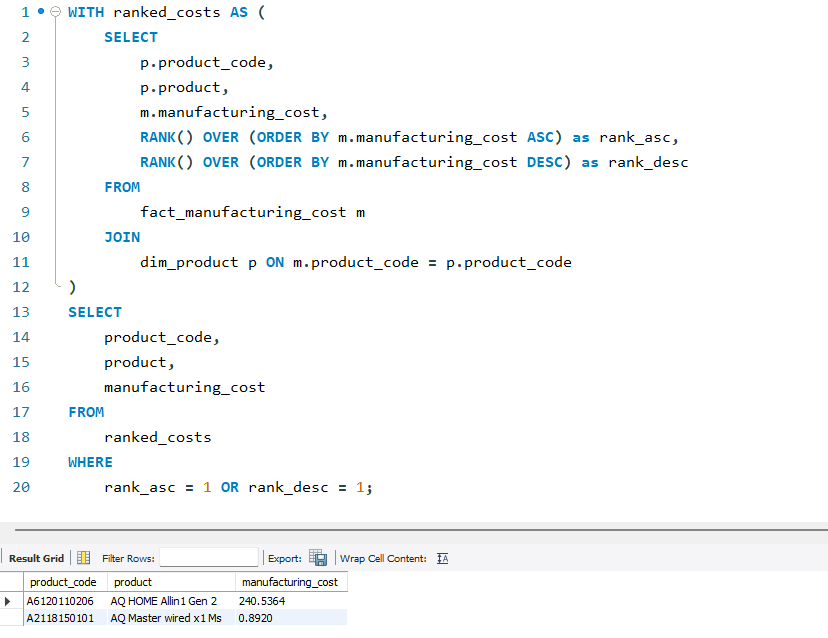 1 WITH ranked_costs AS (
2 SELECT
3 p.product_code,
4 p.product,
5 m.manufacturing_cost,
6 RANK() OVER (ORDER BY m.manufacturing_cost ASC) as rank_asc,
7 RANK() OVER (ORDER BY m.manufacturing_cost DESC) as rank_desc
8 FROM
9 fact_manufacturing_cost m
10 JOIN
11 dim_product p ON m.product_code = p.product_code
12 )
13 SELECT
14 product_code,
15 product,
16 manufacturing_cost
17 FROM
18 ranked_costs
19 WHERE
20 rank_asc = 1 OR rank_desc = 1;
Result Grid Filter Rows: Export: Wrap Cell Content: IA
product_code product manufacturing_cost
A6120110206 AQ HOME Allin1 Gen 2 240.5364
A2118150101 AQ Master wired x1 Ms 0.8920